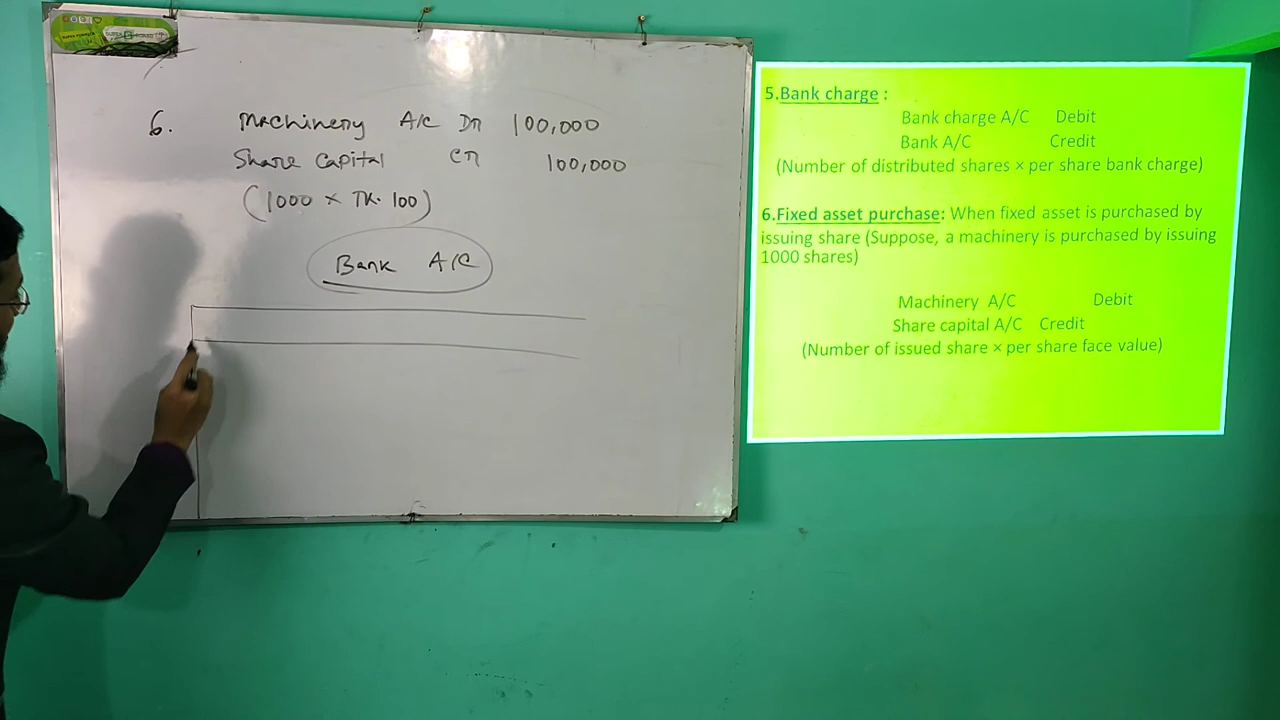 6. Machinery A/C Dr 100,000
Share Capital Cr 100,000
(1000 × TK. 100)
Bank A/C
5.Bank charge :
Bank charge A/C Debit
Bank A/C Credit
(Number of distributed shares × per share bank charge)
6.Fixed asset purchase: When fixed asset is purchased by
issuing share (Suppose, a machinery is purchased by issuing
1000 shares)
Machinery A/C Debit
Share capital A/C Credit
(Number of issued share × per share face value)